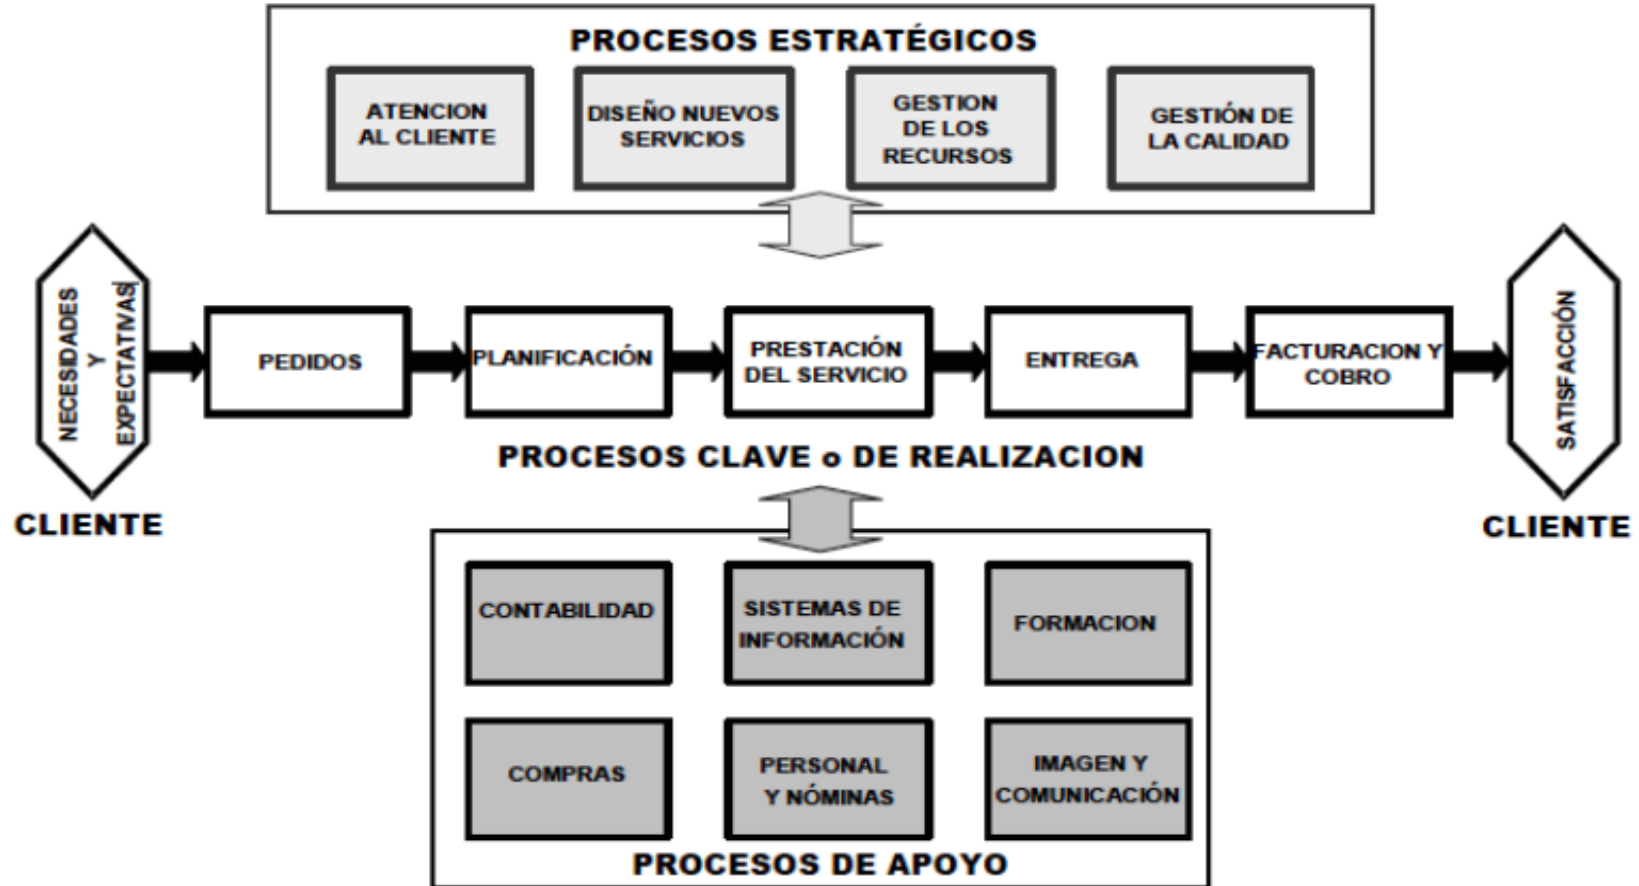 PROCESOS ESTRATÉGICOS
ATENCION
AL CLIENTE
DISEÑO NUEVOS
SERVICIOS
GESTION
DE LOS
RECURSOS
GESTIÓN DE
LA CALIDAD
NECESIDADES
Y
EXPECTATIVAS
CLIENTE
PEDIDOS
PLANIFICACIÓN
PRESTACIÓN
DEL SERVICIO
ENTREGA
FACTURACION Y
COBRO
SATISFACCIÓN
CLIENTE
PROCESOS CLAVE o DE REALIZACION
CONTABILIDAD
SISTEMAS DE
INFORMACIÓN
FORMACION
COMPRAS
PERSONAL
Y NÓMINAS
IMAGEN Y
COMUNICACIÓN
PROCESOS DE APOYO